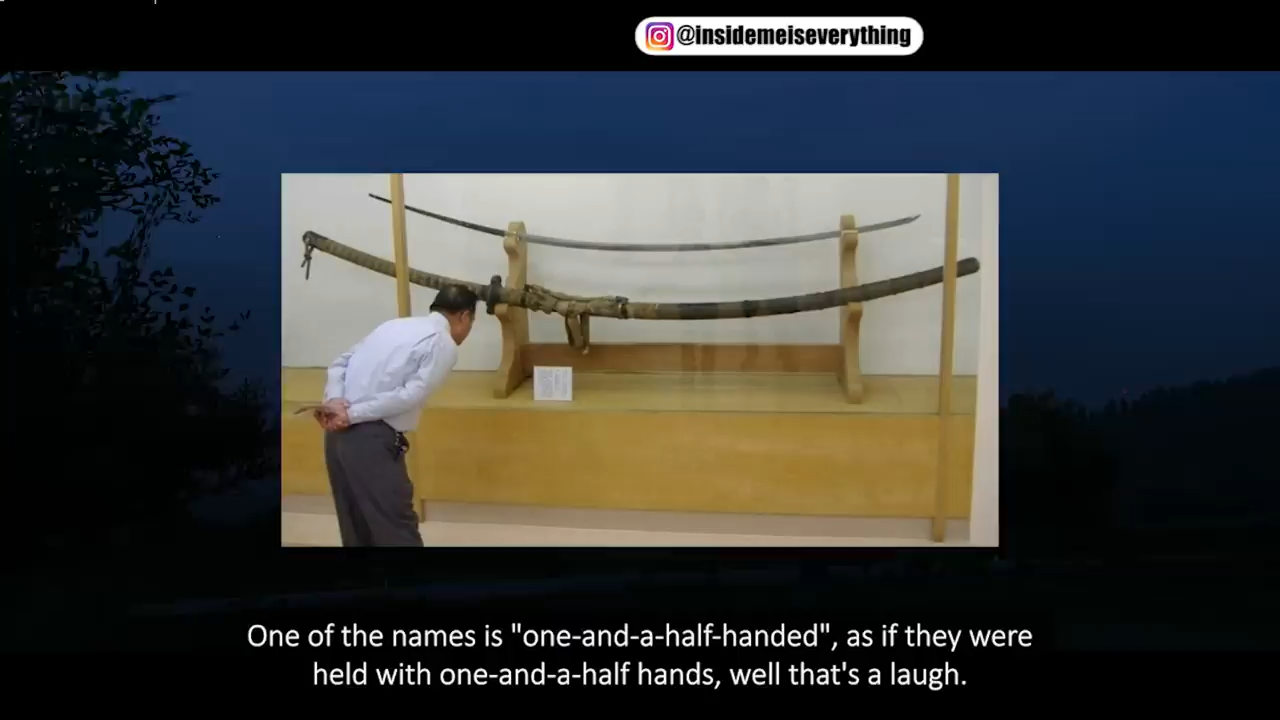 @insidemeiseverything
One of the names is "one-and-a-half-handed", as if they were
held with one-and-a-half hands, well that's a laugh.